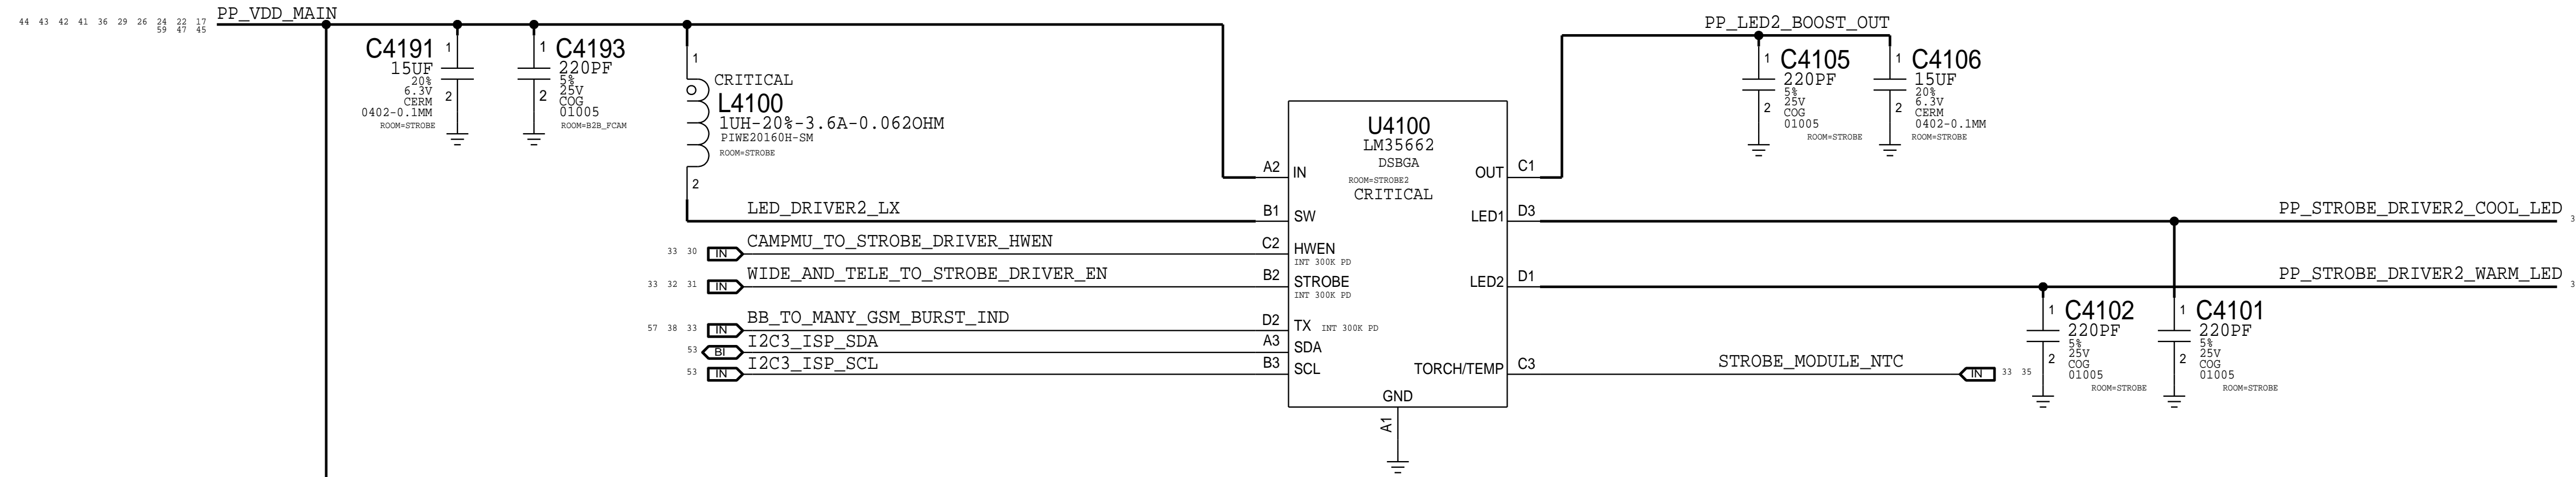 PP_VDD_MAIN
44 43 42 41 36 29 26 24 22 17
59 47 45
C4191
15UF
20%
6.3V
CERM
0402-0.1MM
ROOM=STROBE
1
2
C4193
220PF
5%
25V
COG
01005
ROOM=B2B_FCAM
1
2
1
CRITICAL
L4100
1UH-20%-3.6A-0.062OHM
PIWE20160H-SM
ROOM=STROBE
2
LED_DRIVER2_LX
33 30 IN CAMPMU_TO_STROBE_DRIVER_HWEN
33 32 31 IN WIDE_AND_TELE_TO_STROBE_DRIVER_EN
57 38 33 IN BB_TO_MANY_GSM_BURST_IND
53 BI I2C3_ISP_SDA
53 IN I2C3_ISP_SCL
U4100
LM35662
DSBGA
ROOM=STROBE2
CRITICAL
A2 IN
B1 SW
C2 HWEN
INT 300K PD
B2 STROBE
INT 300K PD
D2 TX INT 300K PD
A3 SDA
B3 SCL
OUT C1
LED1 D3
LED2 D1
TORCH/TEMP C3
GND
A1
PP_LED2_BOOST_OUT
1
2
C4105
220PF
5%
25V
COG
01005
ROOM=STROBE
1
2
C4106
15UF
20%
6.3V
CERM
0402-0.1MM
ROOM=STROBE
PP_STROBE_DRIVER2_COOL_LED
3
PP_STROBE_DRIVER2_WARM_LED
3
STROBE_MODULE_NTC
IN 33 35
1
2
C4102
220PF
5%
25V
COG
01005
ROOM=STROBE
1
2
C4101
220PF
5%
25V
COG
01005
ROOM=STROBE